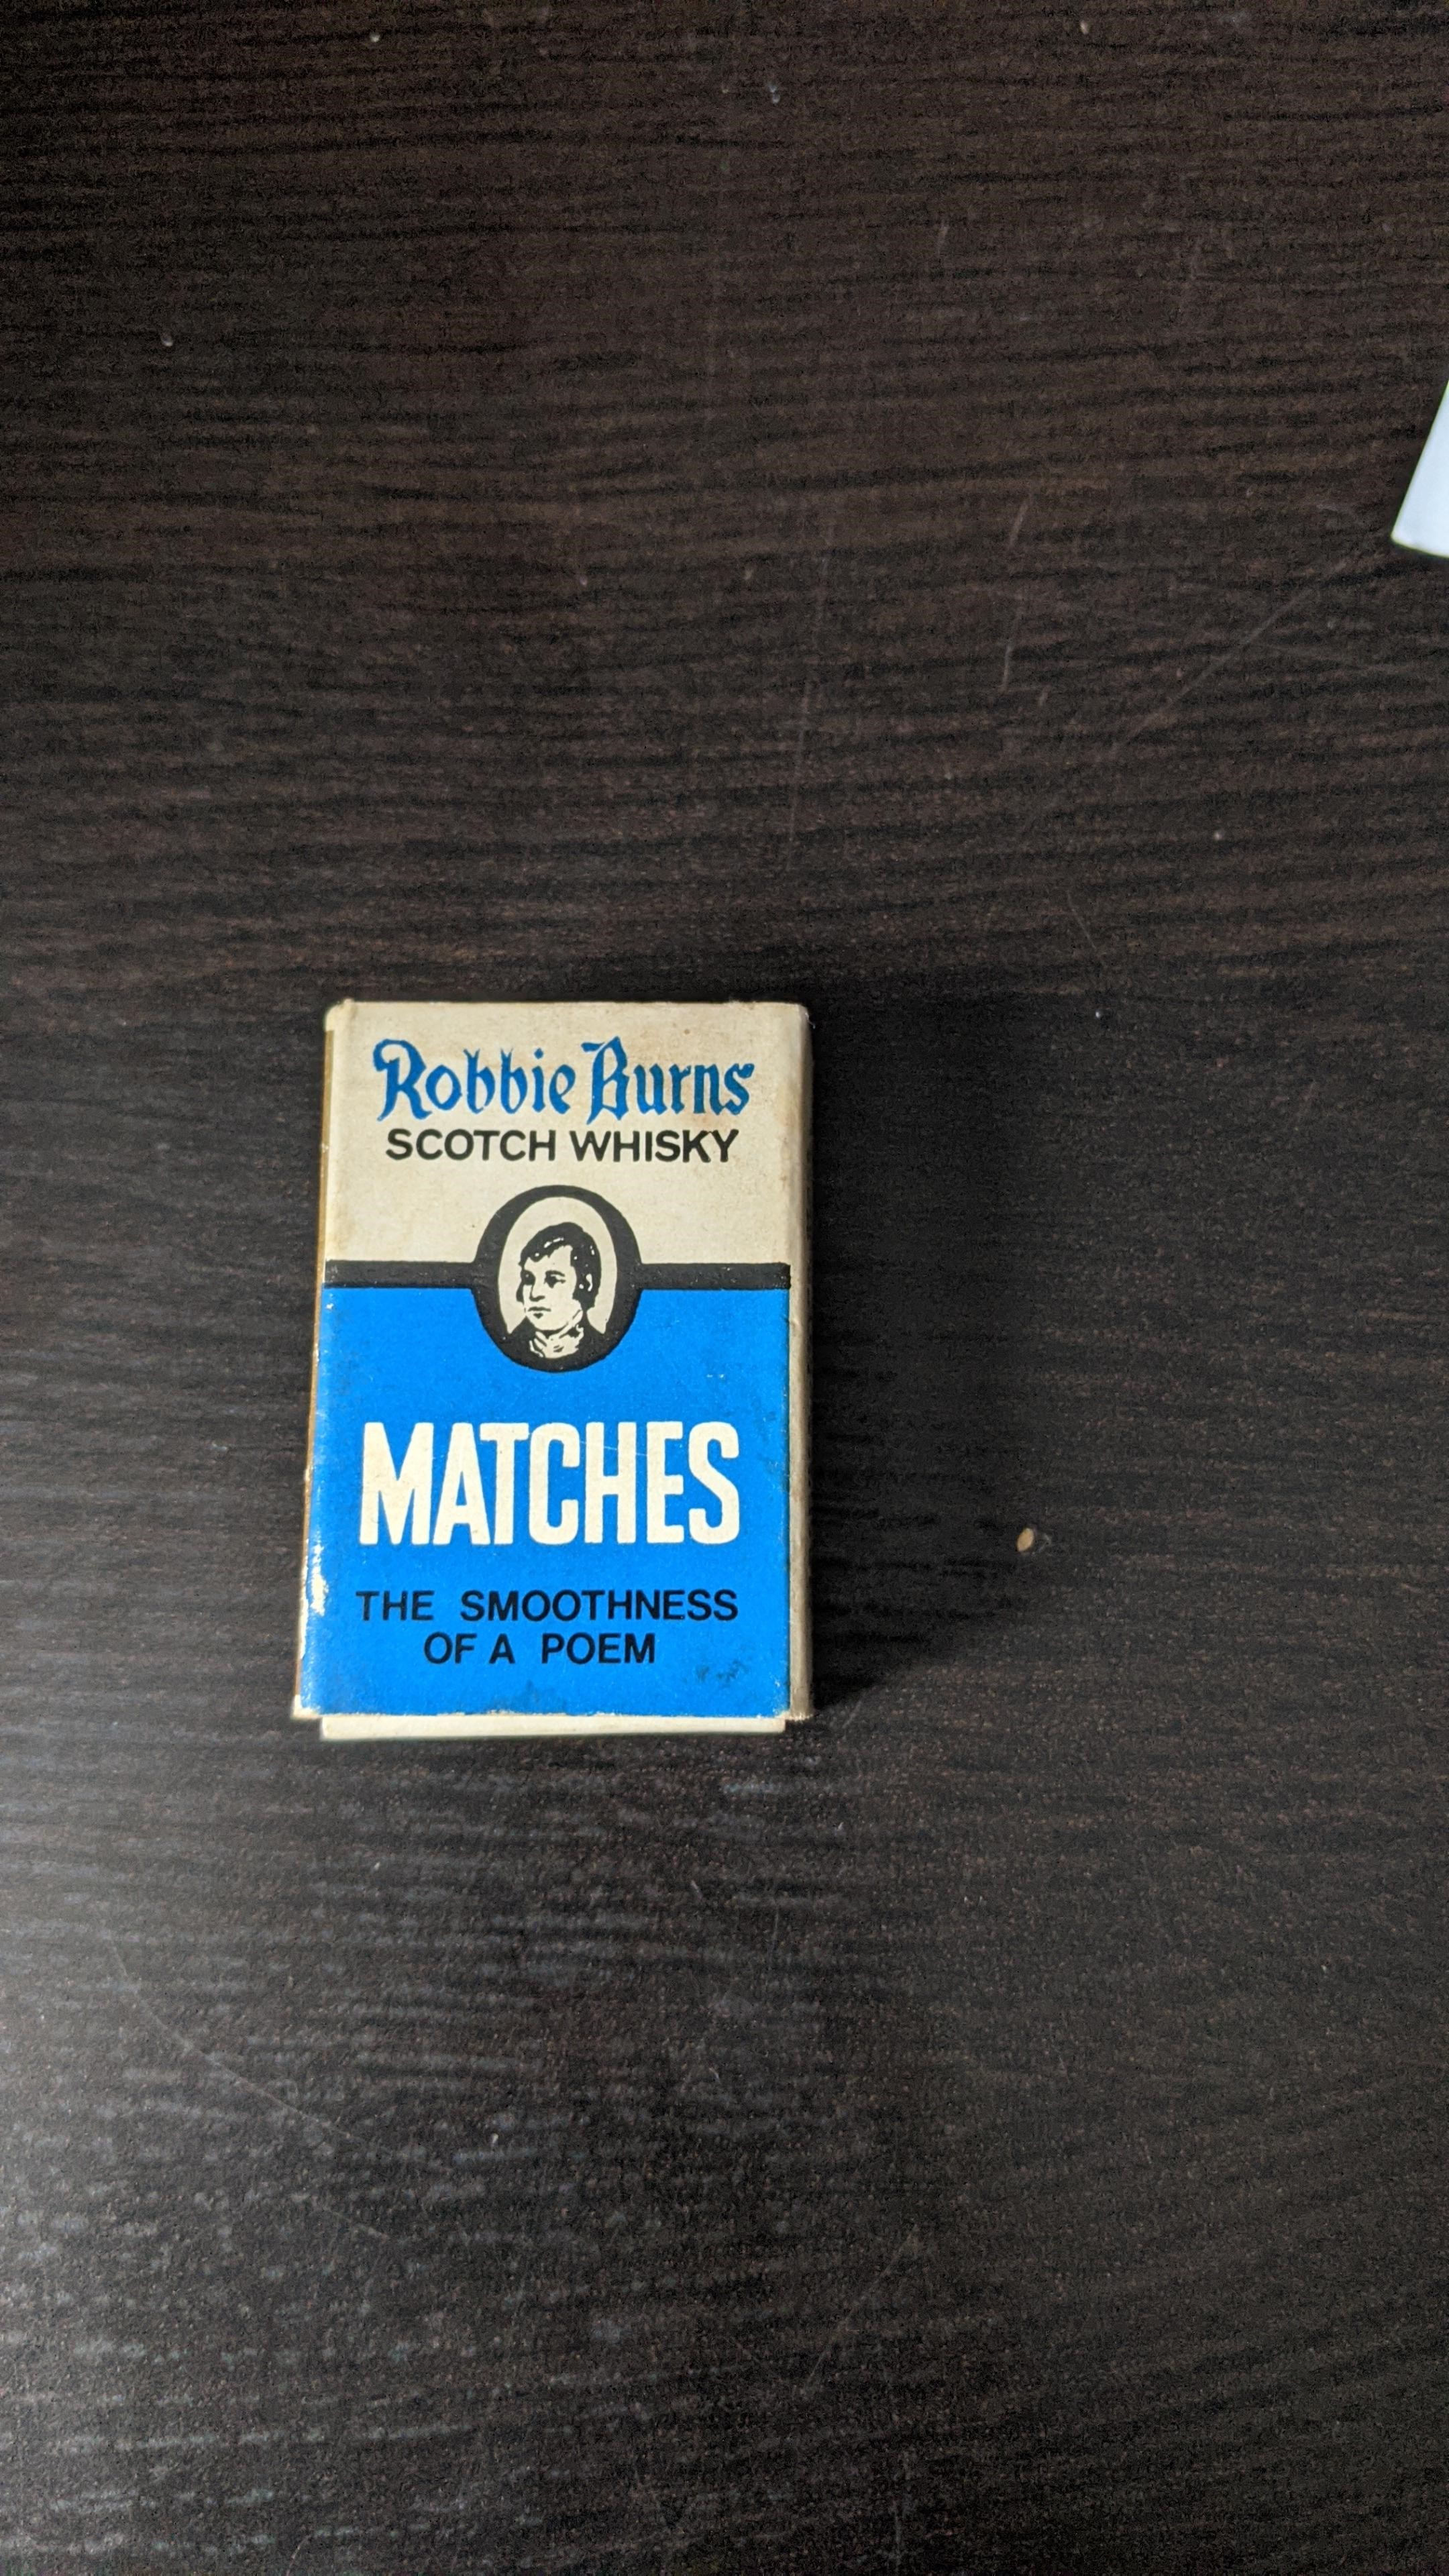 Robbie Burns
SCOTCH WHISKY
MATCHES
THE SMOOTHNESS
OF A POEM